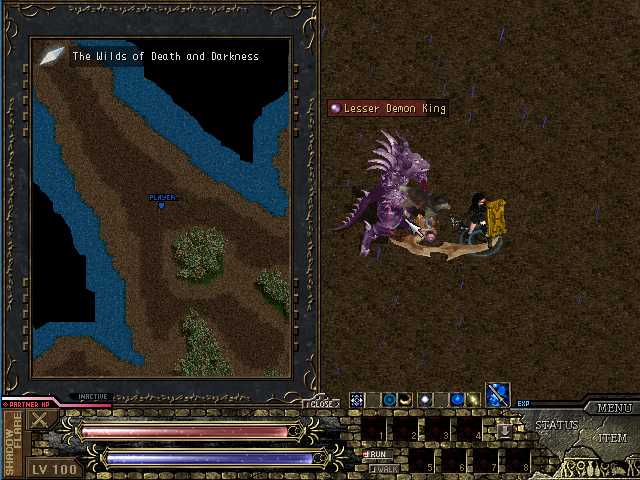 The Wilds of Death and Darkness
Lesser Demon King
PLAYER
INACTIVE
PARTNER HP
CLOSE
EXP
MENU
SHADOW FLARE
STATUS
ITEM
1
2
3
4
RUN
WALK
5
6
7
8
LV 100